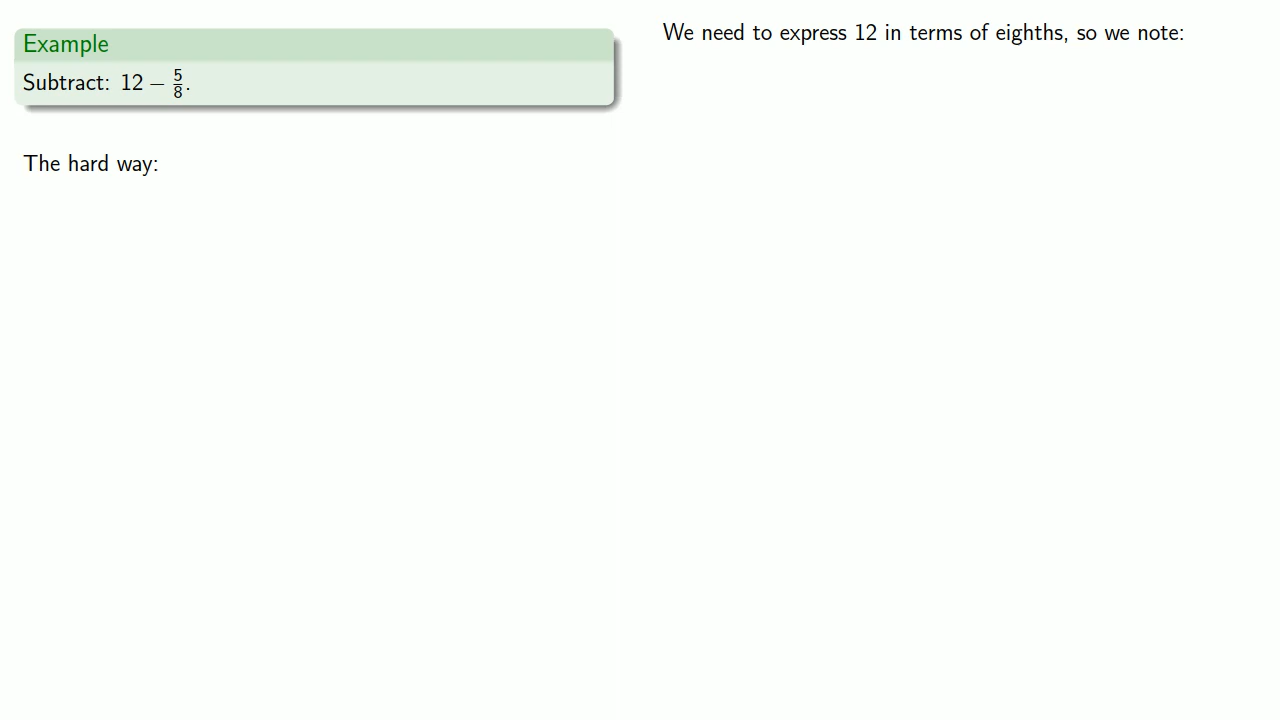 Example
Subtract: 12 − 5/8.
The hard way:
We need to express 12 in terms of eighths, so we note: